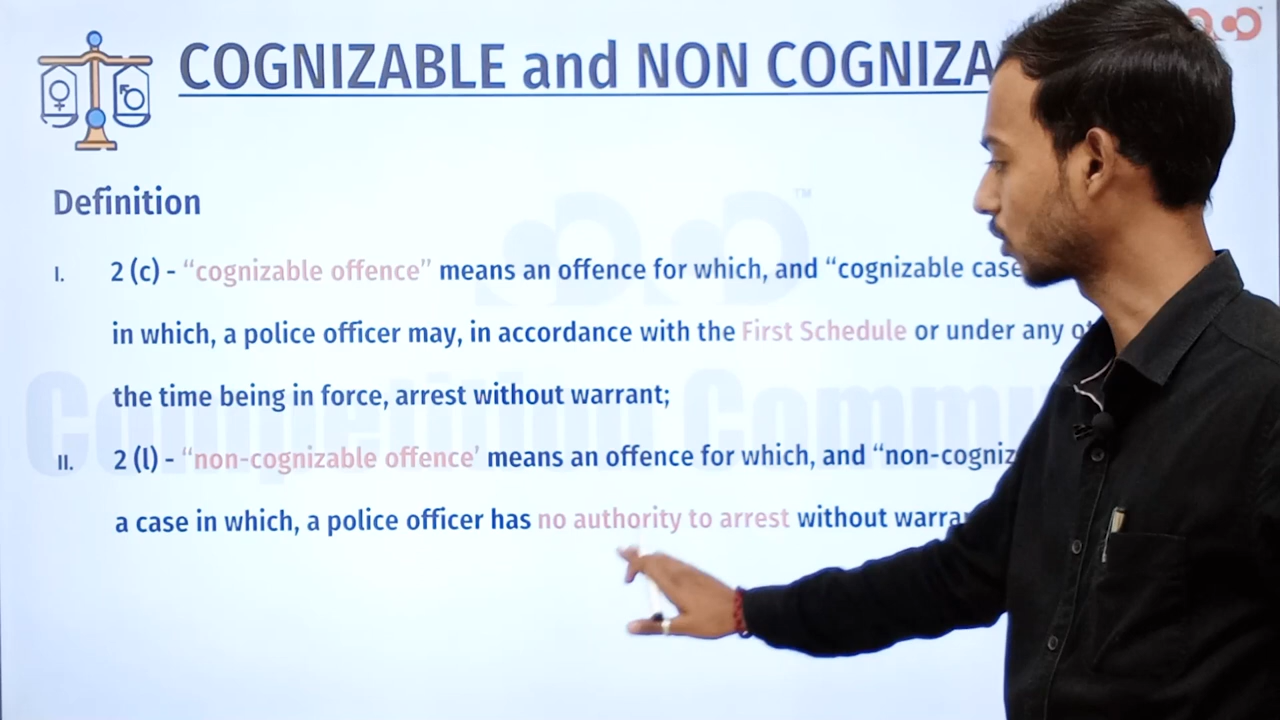 COGNIZABLE and NON COGNIZA
Definition
I. 2 (c) - “cognizable offence” means an offence for which, and “cognizable case
in which, a police officer may, in accordance with the First Schedule or under any
the time being in force, arrest without warrant;
II. 2 (l) - “non-cognizable offence’ means an offence for which, and “non-cogniz
a case in which, a police officer has no authority to arrest without warra
TM
Competition Commu